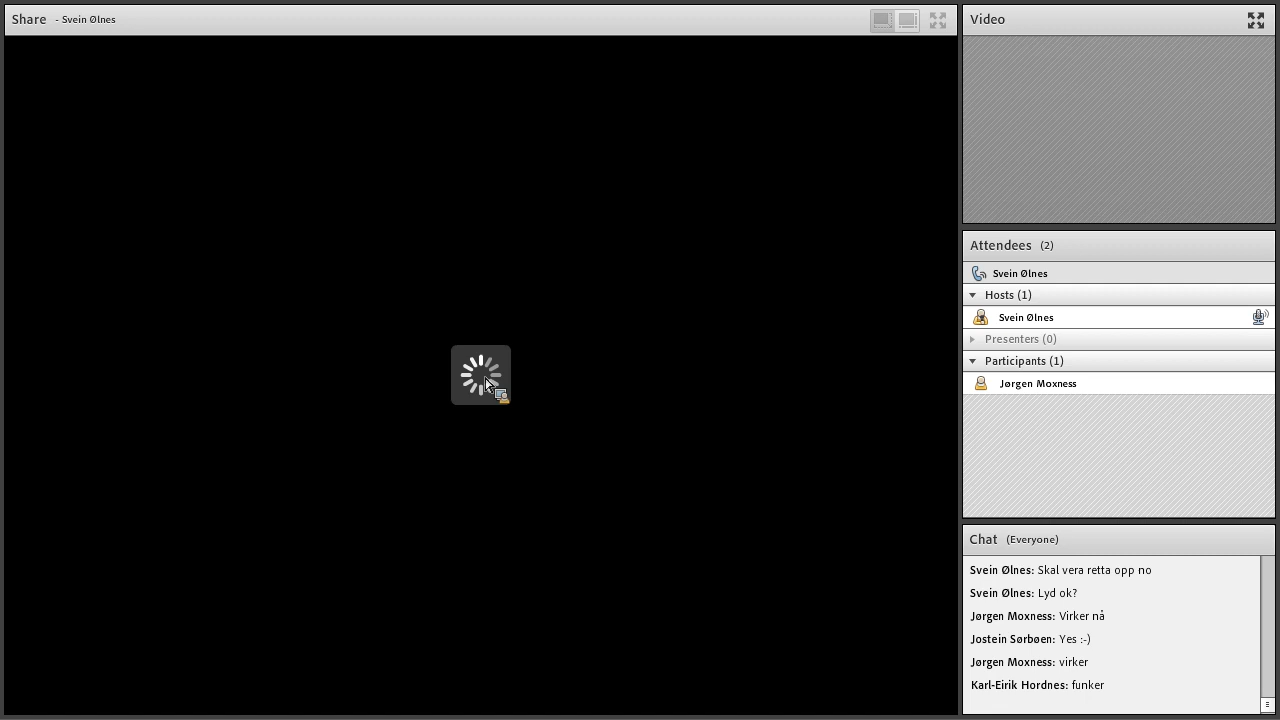 Share - Svein Ølnes
Video
Attendees (2)
Svein Ølnes
Hosts (1)
Svein Ølnes
Presenters (0)
Participants (1)
Jørgen Moxness
Chat (Everyone)
Svein Ølnes: Skal vera retta opp no
Svein Ølnes: Lyd ok?
Jørgen Moxness: Virker nå
Jostein Sørbøen: Yes :-)
Jørgen Moxness: virker
Karl-Eirik Hordnes: funker